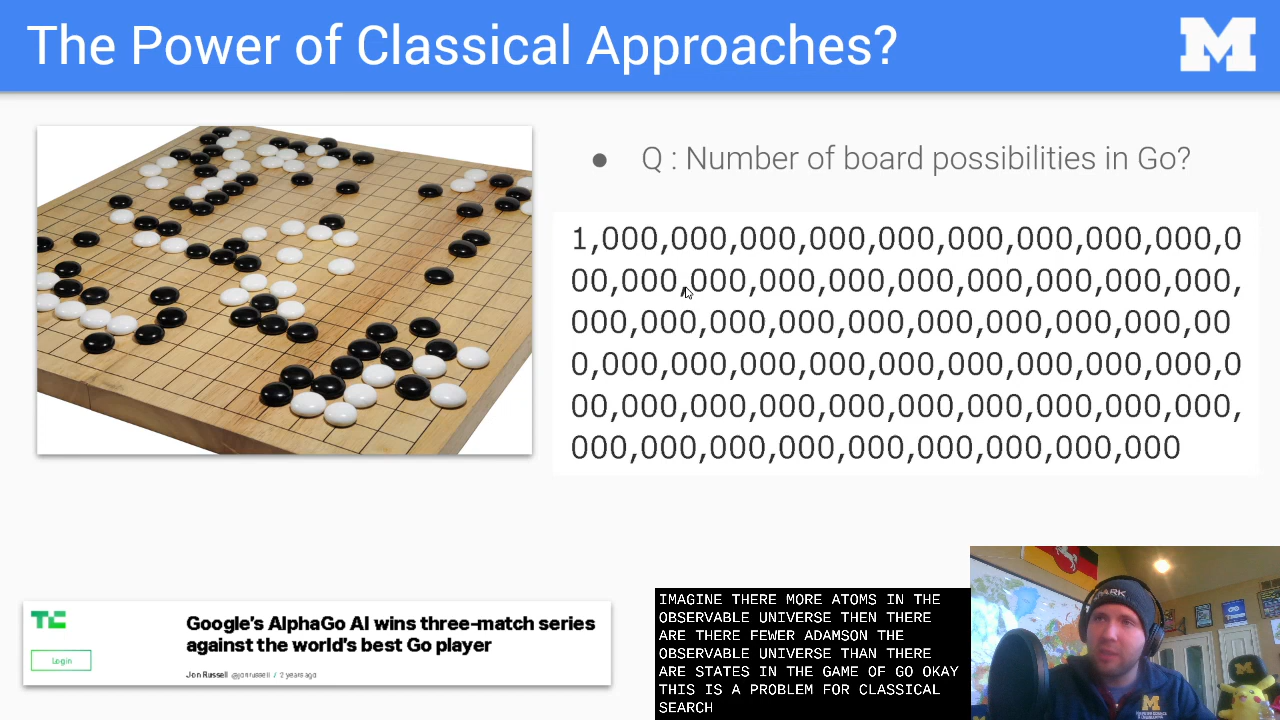 The Power of Classical Approaches?
M
● Q : Number of board possibilities in Go?
1,000,000,000,000,000,000,000,000,000,0
00,000,000,000,000,000,000,000,000,000,
000,000,000,000,000,000,000,000,000,00
0,000,000,000,000,000,000,000,000,000,0
00,000,000,000,000,000,000,000,000,000,
000,000,000,000,000,000,000,000,000
TC
Login
Google's AlphaGo AI wins three-match series
against the world's best Go player
Jon Russell @jonrussell / 2 years ago
IMAGINE THERE MORE ATOMS IN THE
OBSERVABLE UNIVERSE THEN THERE
ARE THERE FEWER ADAMSON THE
OBSERVABLE UNIVERSE THAN THERE
ARE STATES IN THE GAME OF GO OKAY
THIS IS A PROBLEM FOR CLASSICAL
SEARCH